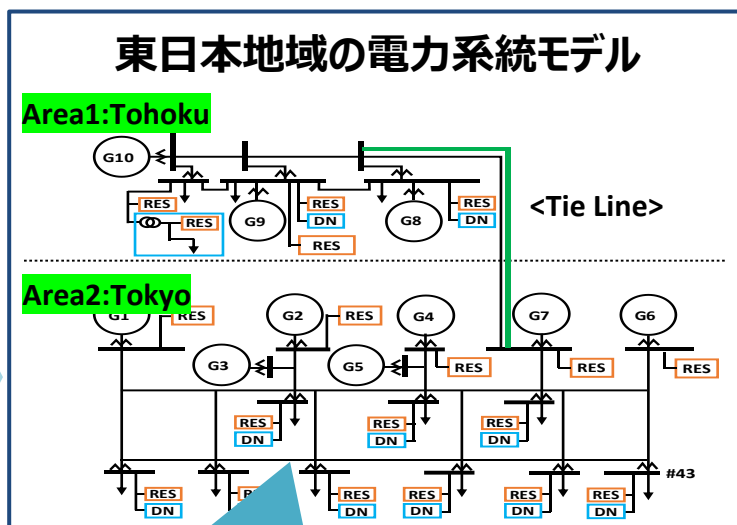 東日本地域の電力系統モデル
Area1:Tohoku
G10
RES
RES
G9
RES
DN
RES
G8
RES
DN
<Tie Line>
Area2:Tokyo
G1
RES
G2
RES
G4
G7
G6
G3
G5
RES
RES
RES
RES
DN
RES
DN
RES
DN
#43
RES
DN
RES
RES
DN
RES
DN
RES
DN
RES
DN